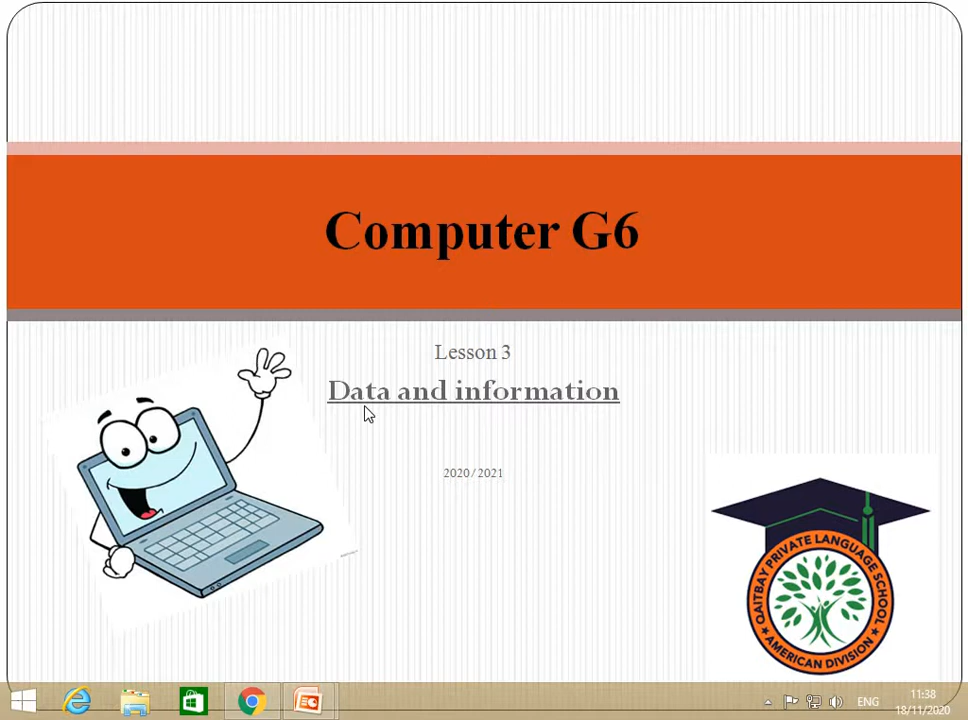 Computer G6
Lesson 3
Data and information
2020/2021
QAITBAY PRIVATE LANGUAGE SCHOOL
★ AMERICAN DIVISION ★
ENG
11:38
18/11/2020